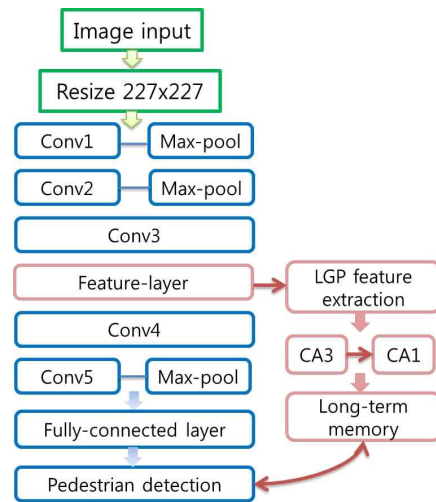 Image input
Resize 227x227
Conv1
Max-pool
Conv2
Max-pool
Conv3
Feature-layer
LGP feature
extraction
Conv4
CA3
CA1
Conv5
Max-pool
Long-term
memory
Fully-connected layer
Pedestrian detection